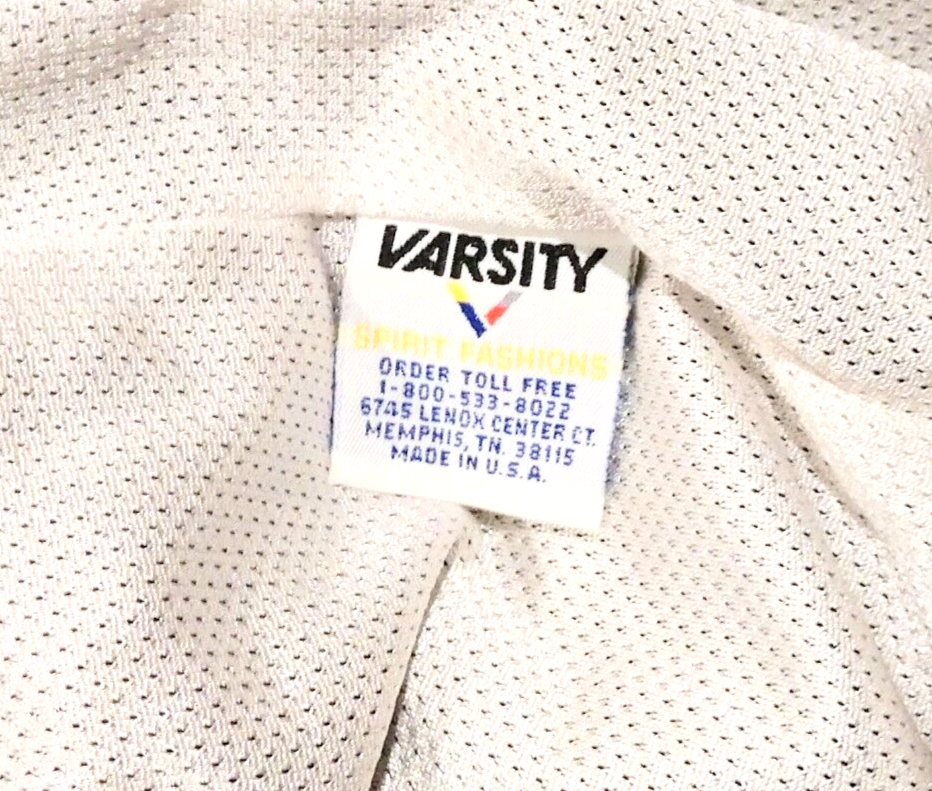 VARSITY
SPIRIT FASHIONS
ORDER TOLL FREE
1-800-533-8022
6745 LENOX CENTER CT.
MEMPHIS, TN. 38115
MADE IN U.S.A.